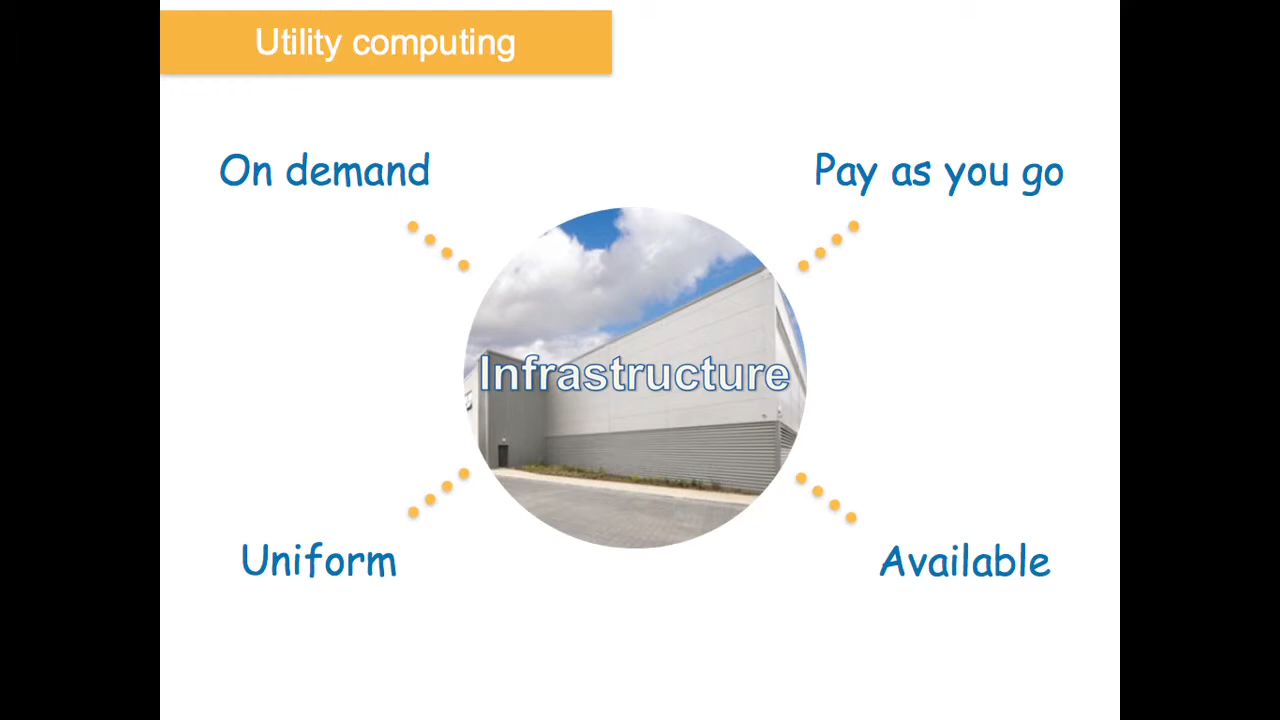 Utility computing
On demand
Pay as you go
Infrastructure
Uniform
Available